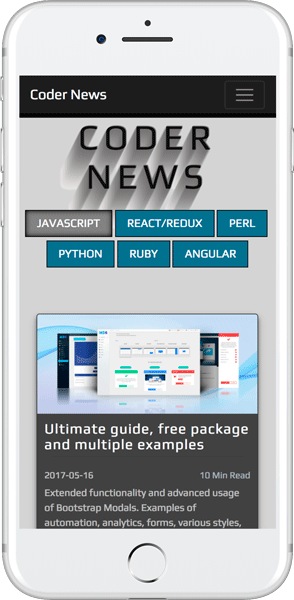 Coder News
CODER
NEWS
JAVASCRIPT REACT/REDUX PERL
PYTHON RUBY ANGULAR
Ultimate guide, free package
and multiple examples
2017-05-16 10 Min Read
Extended functionality and advanced usage
of Bootstrap Modals. Examples of
automation, analytics, forms, various styles,